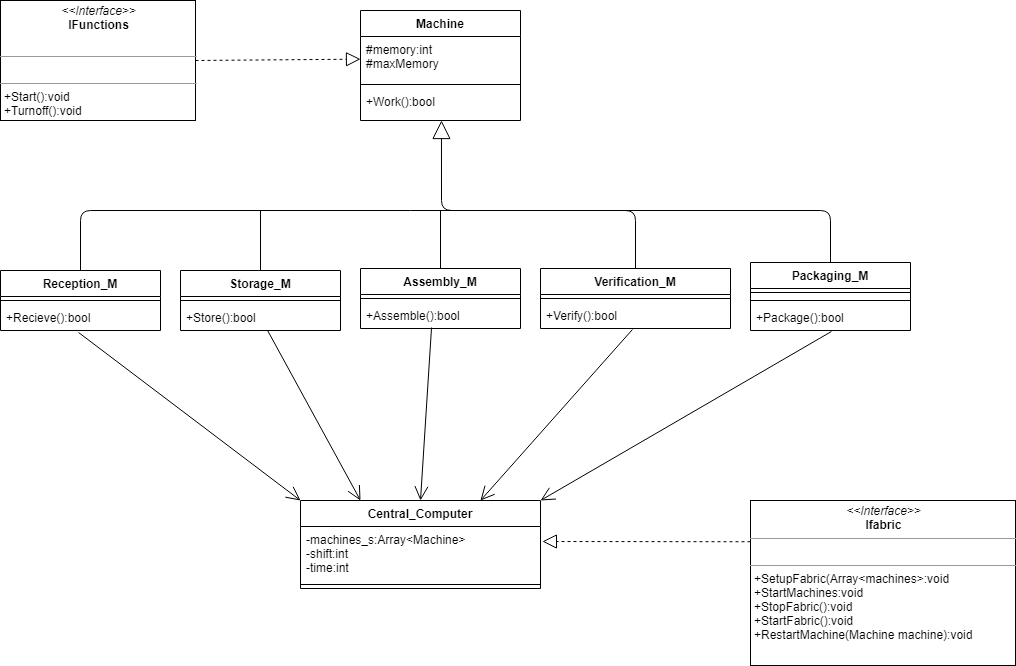 <<Interface>>
IFunctions
+Start():void
+Turnoff():void
Machine
#memory:int
#maxMemory
+Work():bool
Reception_M
+Recieve():bool
Storage_M
+Store():bool
Assembly_M
+Assemble():bool
Verification_M
+Verify():bool
Packaging_M
+Package():bool
Central_Computer
-machines_s:Array<Machine>
-shift:int
-time:int
<<Interface>>
Ifabric
+SetupFabric(Array<machines>:void
+StartMachines:void
+StopFabric():void
+StartFabric():void
+RestartMachine(Machine machine):void